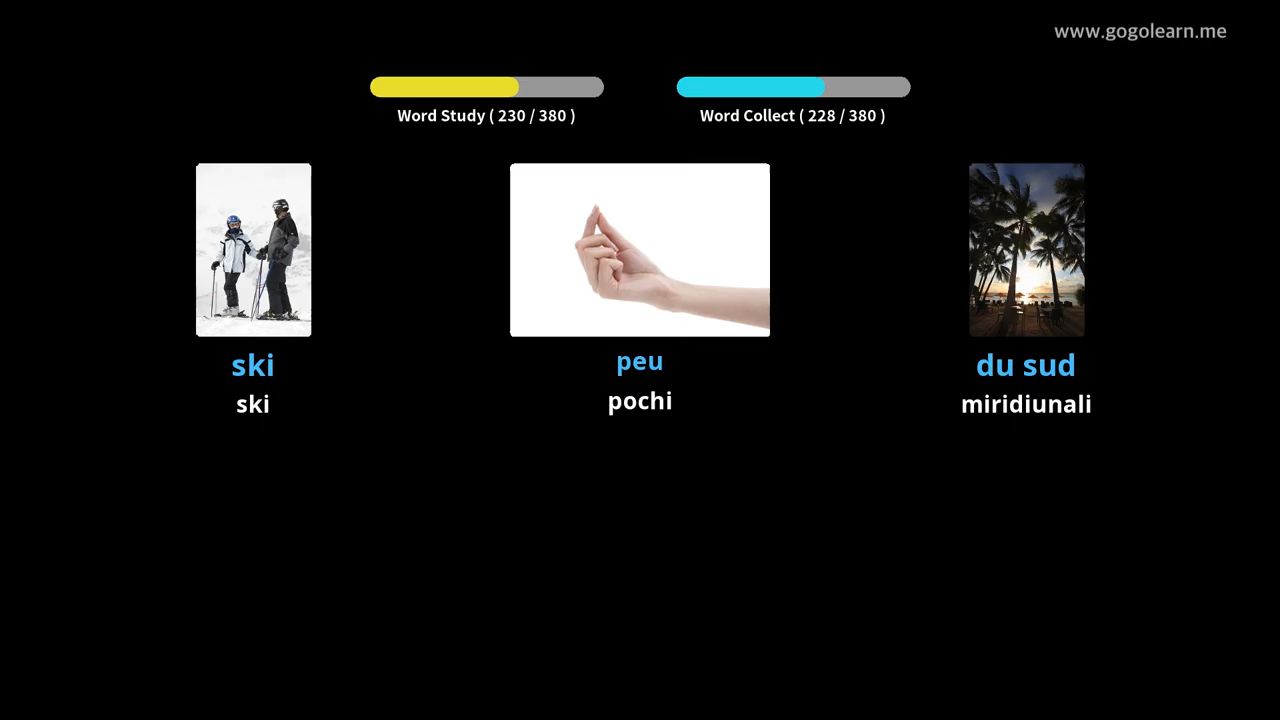 www.gogolearn.me
Word Study ( 230 / 380 )
Word Collect ( 228 / 380 )
ski
ski
peu
pochi
du sud
miridiunali